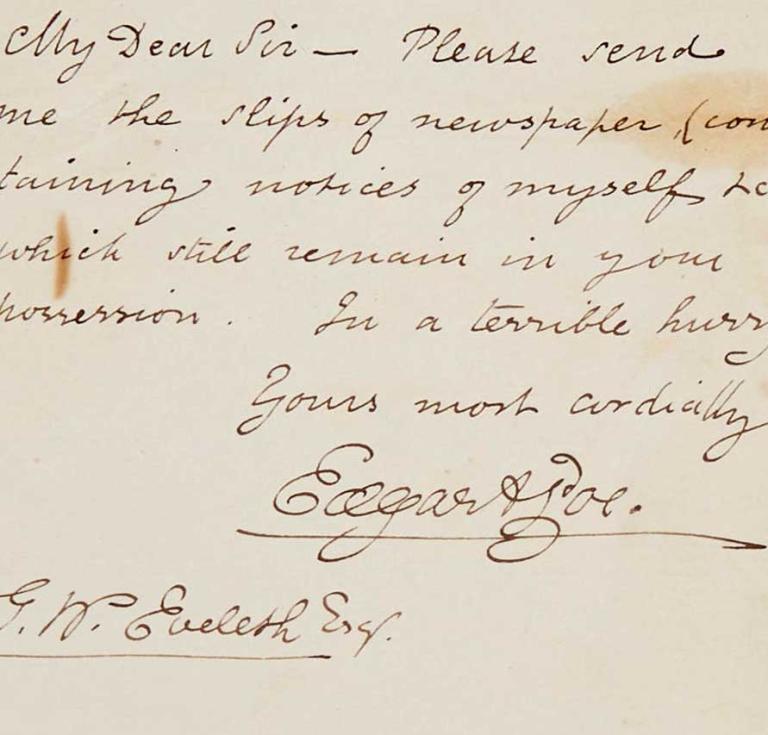 My Dear Sir — Please send
me the slips of newspaper, (con
taining notices of myself &c
which still remain in your
possession. In a terrible hurry
Yours most cordially
Edgar A Poe.
G. W. Eveleth Esqr.